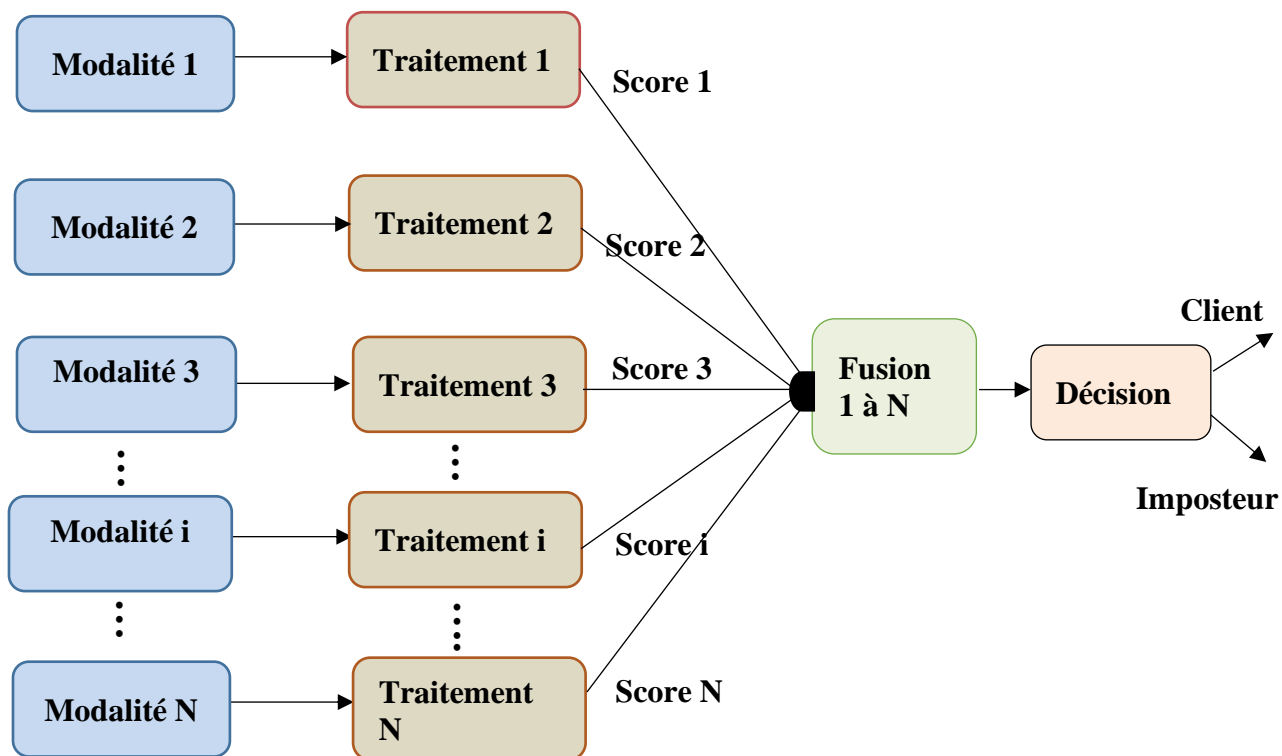 Modalité 1
Traitement 1
Score 1
Modalité 2
Traitement 2
Score 2
Modalité 3
Traitement 3
Score 3
Fusion
1 à N
Décision
Client
Imposteur
Modalité i
Traitement i
Score i
Modalité N
Traitement
N
Score N